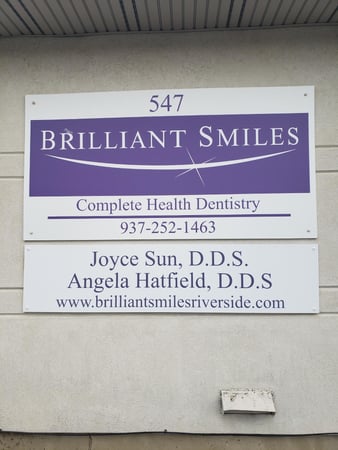 547
BRILLIANT SMILES
Complete Health Dentistry
937-252-1463
Joyce Sun, D.D.S.
Angela Hatfield, D.D.S
www.brilliantsmilesriverside.com